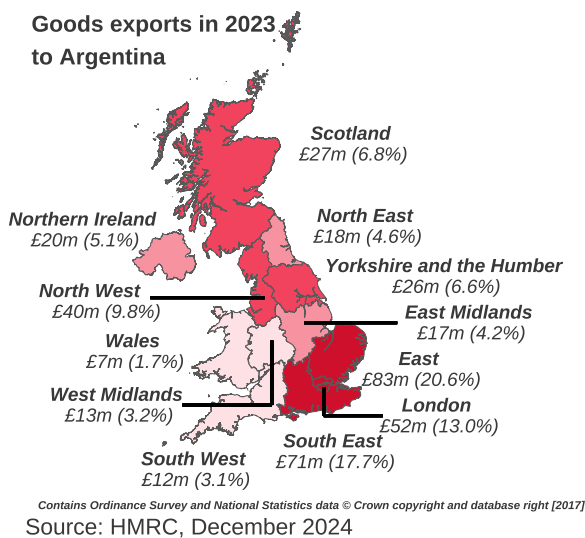 Goods exports in 2023
to Argentina
Scotland
£27m (6.8%)
Northern Ireland
£20m (5.1%)
North East
£18m (4.6%)
Yorkshire and the Humber
£26m (6.6%)
North West
£40m (9.8%)
East Midlands
£17m (4.2%)
Wales
£7m (1.7%)
East
£83m (20.6%)
West Midlands
£13m (3.2%)
London
£52m (13.0%)
South East
£71m (17.7%)
South West
£12m (3.1%)
Contains Ordinance Survey and National Statistics data © Crown copyright and database right [2017]
Source: HMRC, December 2024